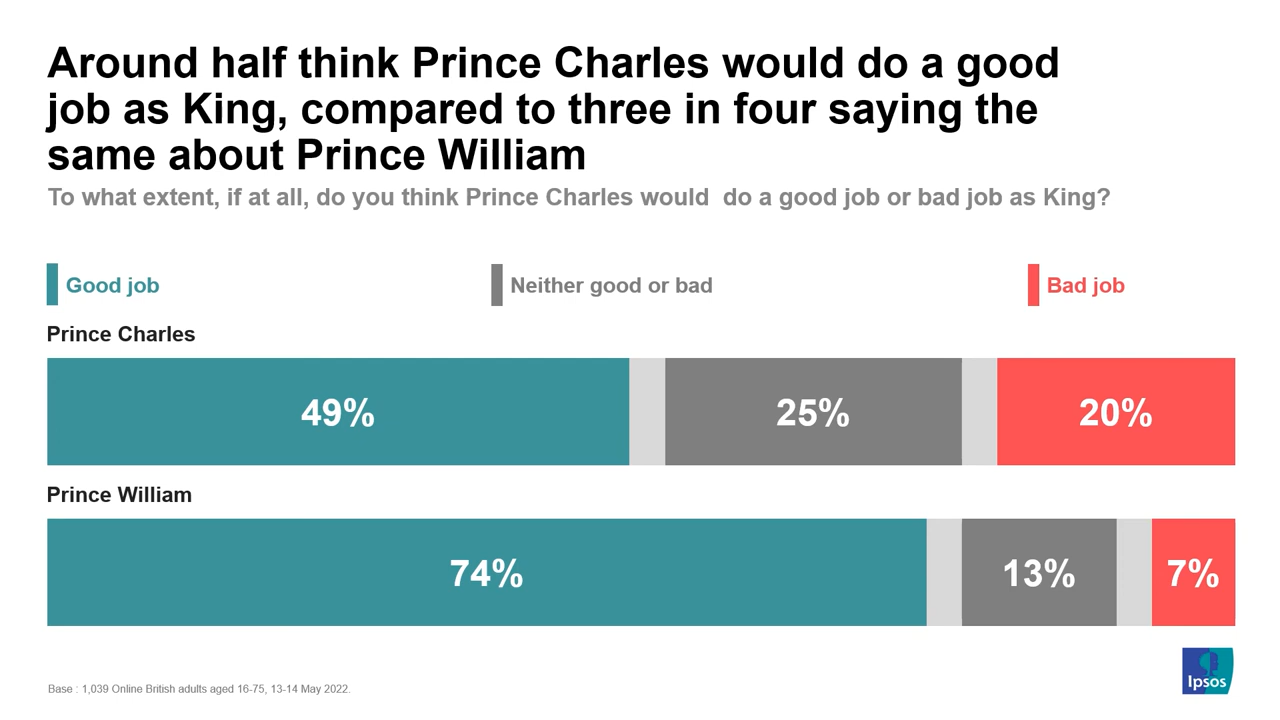 Around half think Prince Charles would do a good
job as King, compared to three in four saying the
same about Prince William
To what extent, if at all, do you think Prince Charles would  do a good job or bad job as King?
Good job
Neither good or bad
Bad job
Prince Charles
49%
25%
20%
Prince William
74%
13%
7%
Base : 1,039 Online British adults aged 16-75, 13-14 May 2022.
Ipsos